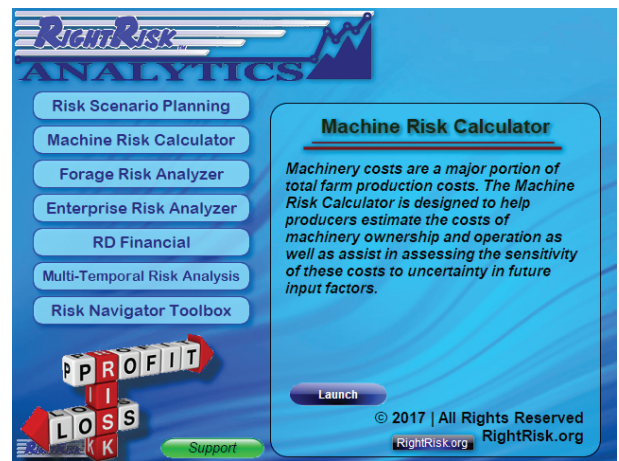 RightRisk™
ANALYTICS
Risk Scenario Planning
Machine Risk Calculator
Forage Risk Analyzer
Enterprise Risk Analyzer
RD Financial
Multi-Temporal Risk Analysis
Risk Navigator Toolbox
Machine Risk Calculator
Machinery costs are a major portion of
total farm production costs. The Machine
Risk Calculator is designed to help
producers estimate the costs of
machinery ownership and operation as
well as assist in assessing the sensitivity
of these costs to uncertainty in future
input factors.
Launch
© 2017 | All Rights Reserved
RightRisk.org RightRisk.org
PROFIT
RISK
LOSS
Support